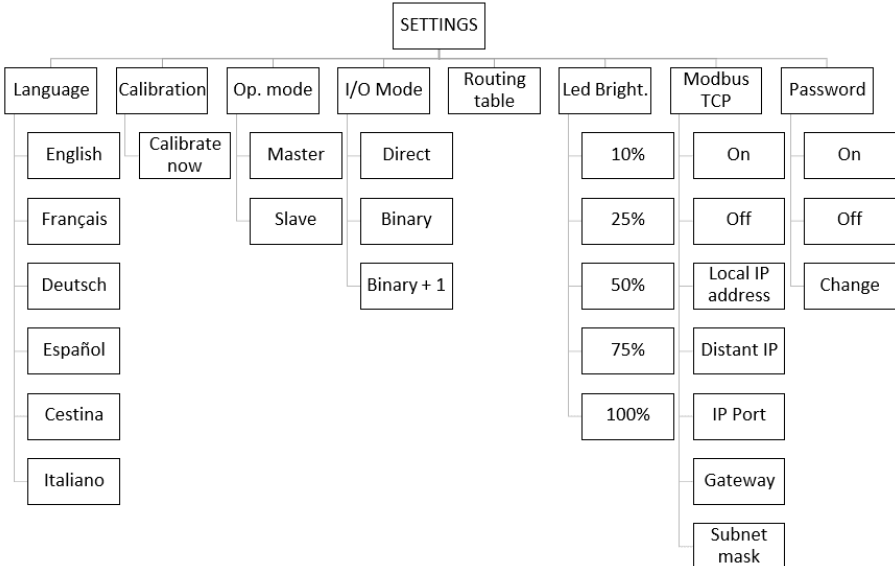 SETTINGS
Language
Calibration
Op. mode
I/O Mode
Routing
table
Led Bright.
Modbus
TCP
Password
English
Français
Deutsch
Español
Cestina
Italiano
Calibrate
now
Master
Slave
Direct
Binary
Binary + 1
10%
25%
50%
75%
100%
On
Off
Local IP
address
Distant IP
IP Port
Gateway
Subnet
mask
On
Off
Change